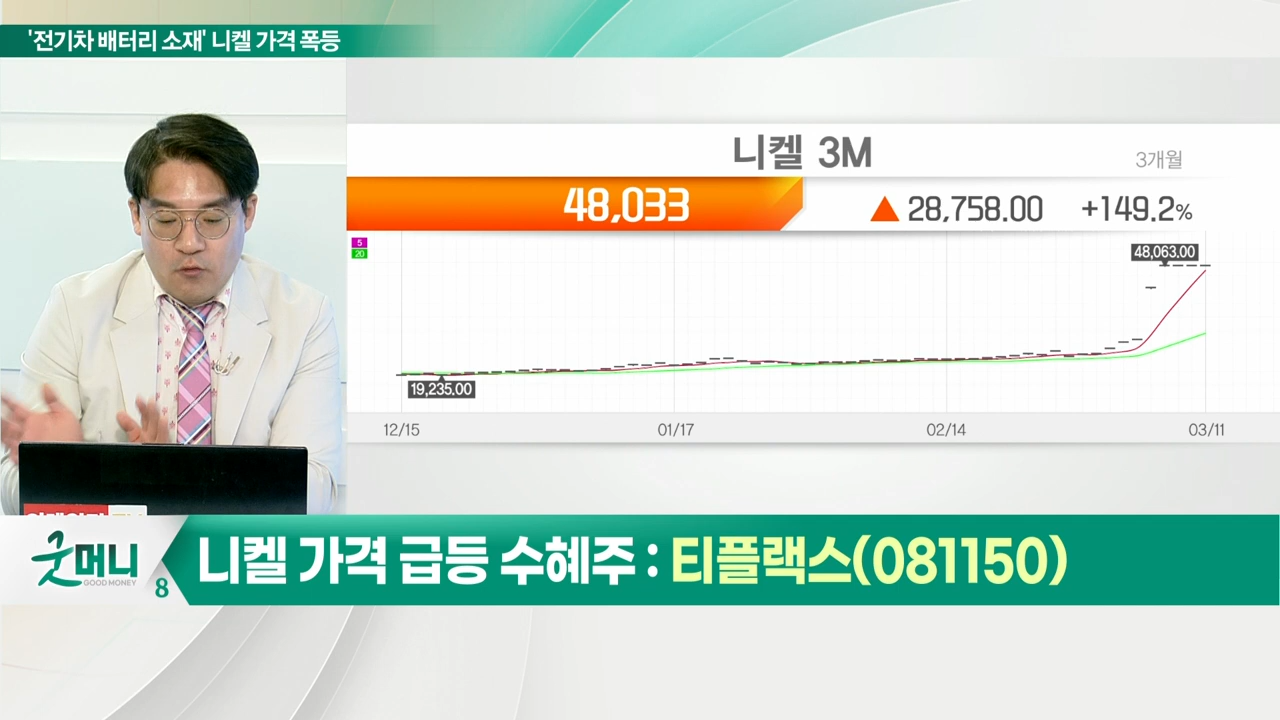 '전기차 배터리 소재' 니켈 가격 폭등
니켈 3M
3개월
48,033
▲ 28,758.00 +149.2%
5
20
48,063.00
19,235.00
12/15 01/17 02/14 03/11
굿머니
GOOD MONEY
8
니켈 가격 급등 수혜주 : 티플랙스(081150)